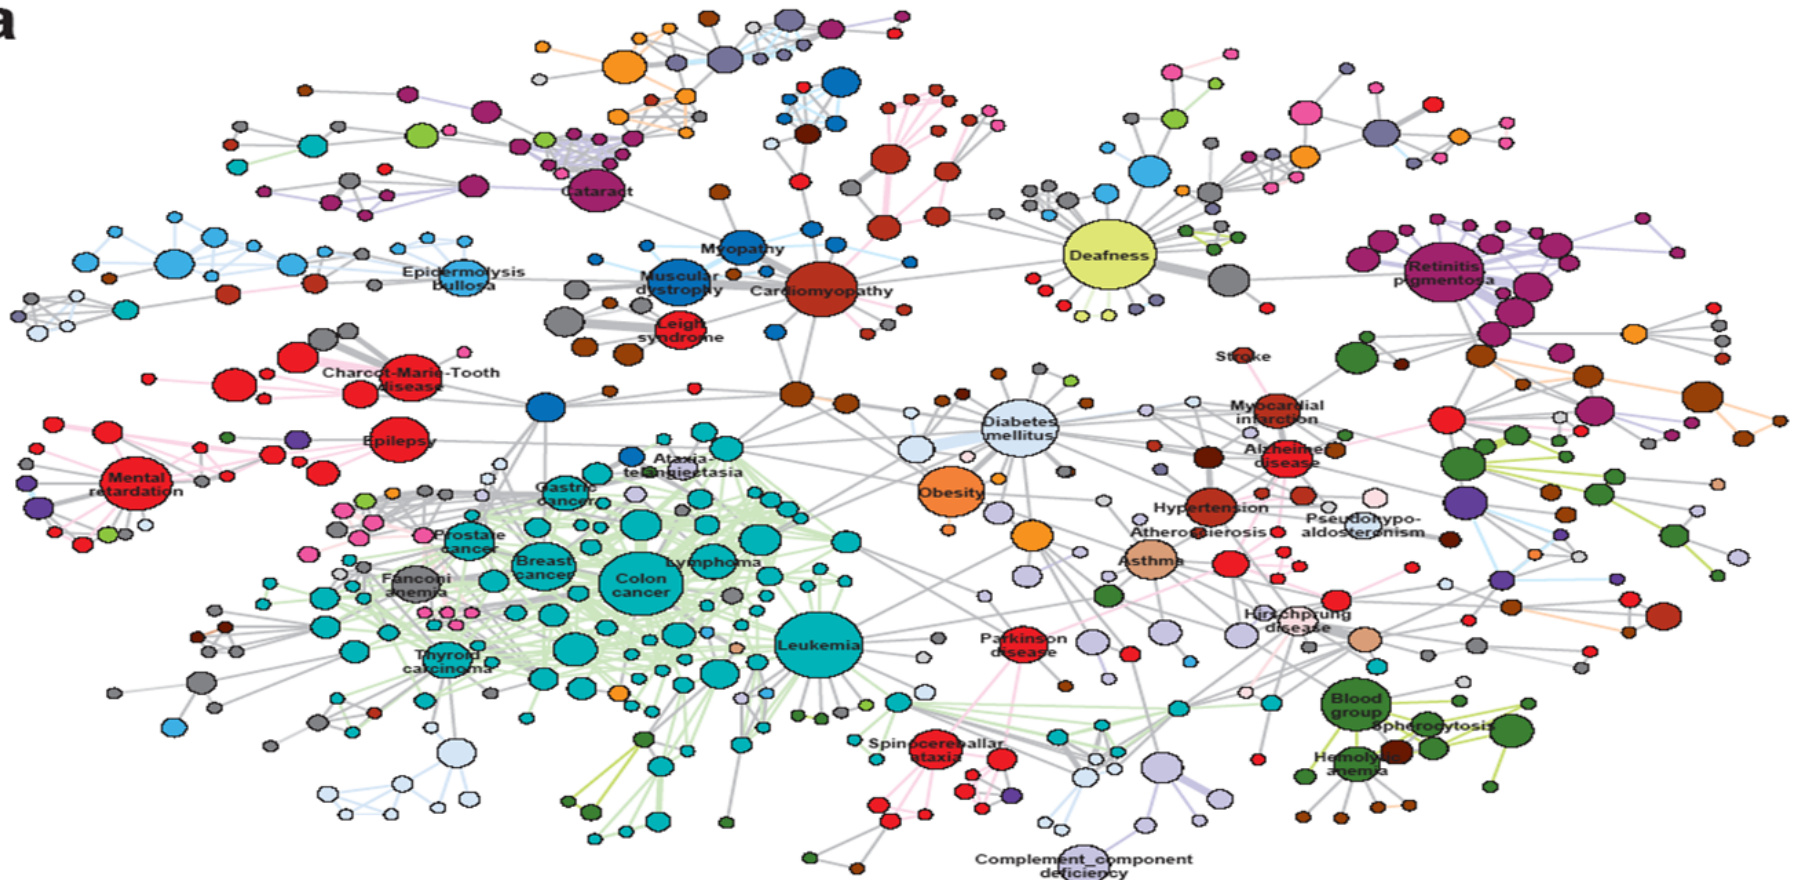 a
Cataract
Myopathy
Deafness
Epidermolysis
bullosa
Muscular
dystrophy
Cardiomyopathy
Retinitis
pigmentosa
Leigh
syndrome
Charcot-Marie-Tooth
disease
Stroke
Myocardial
infarction
Diabetes
mellitus
Epilepsy
Alzheimer
disease
Ataxia-
telangiectasia
Mental
retardation
Gastric
cancer
Obesity
Hypertension
Pseudohypo-
aldosteronism
Atherosclerosis
Prostate
cancer
Breast
cancer
Lymphoma
Asthma
Colon
cancer
Fanconi
anemia
Hirschprung
disease
Parkinson
disease
Leukemia
Thyroid
carcinoma
Blood
group
Spherocytosis
Spinocereballar
ataxia
Hemolytic
anemia
Complement_component
deficiency